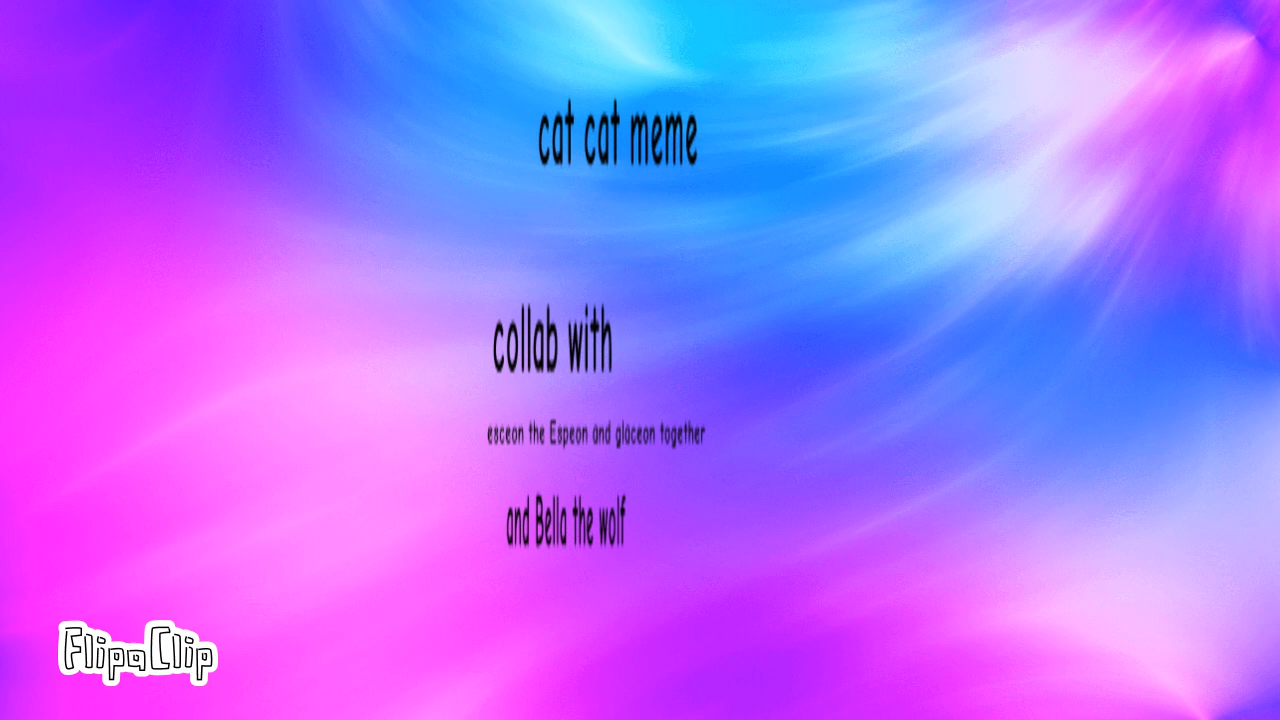 cat cat meme
collab with
esceon the Espeon and glaceon together
and Bella the wolf
FlipaClip